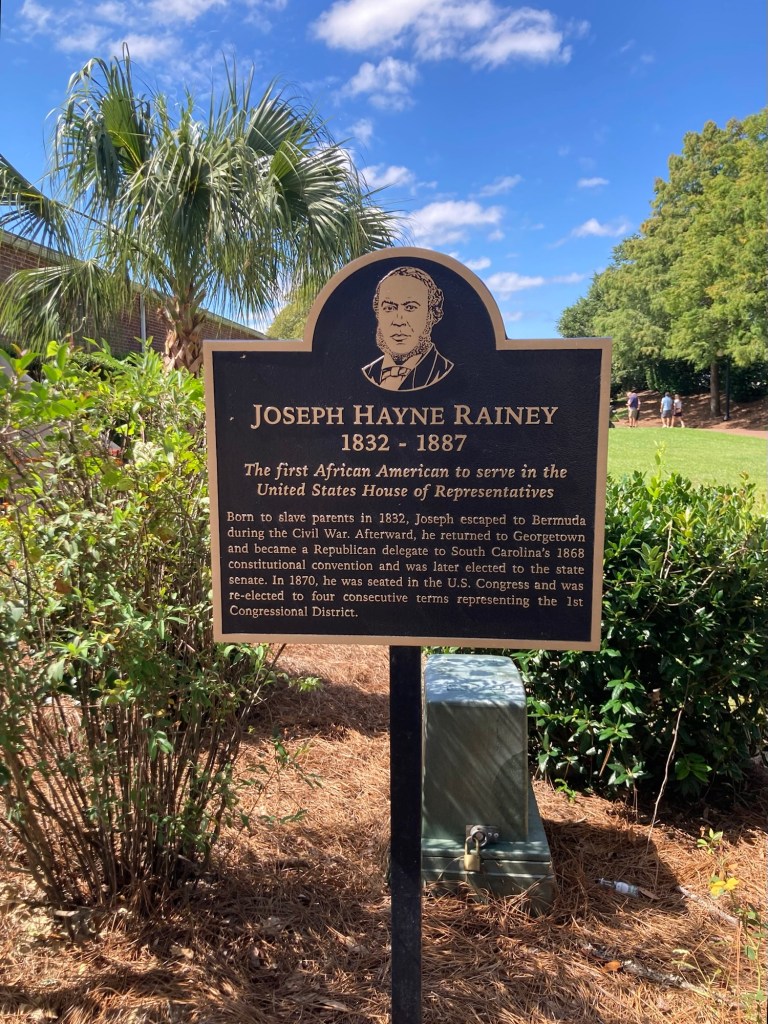 JOSEPH HAYNE RAINEY
1832 - 1887
The first African American to serve in the
United States House of Representatives
Born to slave parents in 1832, Joseph escaped to Bermuda
during the Civil War. Afterward, he returned to Georgetown
and became a Republican delegate to South Carolina's 1868
constitutional convention and was later elected to the state
senate. In 1870, he was seated in the U.S. Congress and was
re-elected to four consecutive terms representing the 1st
Congressional District.